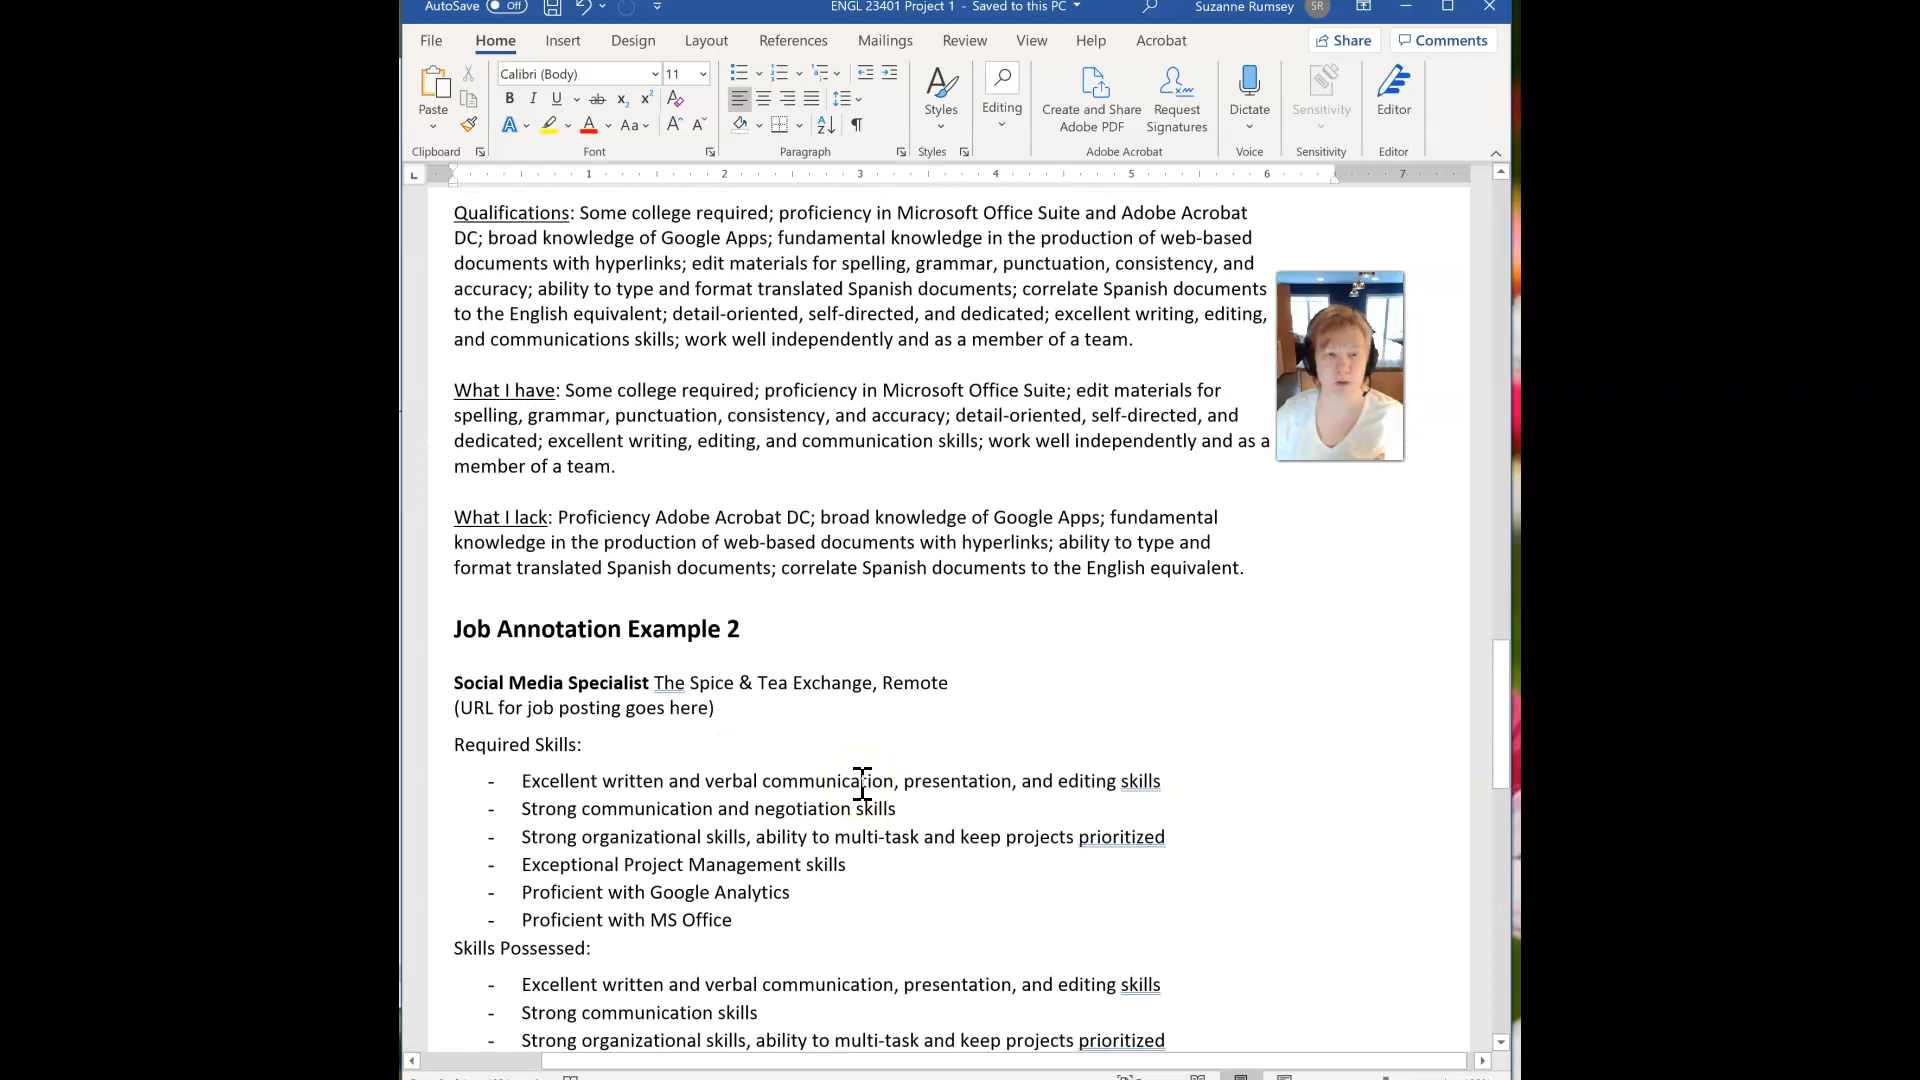 AutoSave Off ENGL 23401 Project 1 - Saved to this PC Suzanne Rumsey SR
File Home Insert Design Layout References Mailings Review View Help Acrobat Share Comments
Calibri (Body) 11
Paste
B I U ab x₂ x² A
A A Aa A A
Styles Editing Create and Share Adobe PDF Request Signatures Dictate Sensitivity Editor
Clipboard Font Paragraph Styles Adobe Acrobat Voice Sensitivity Editor
L 1 2 3 4 5 6 7
Qualifications: Some college required; proficiency in Microsoft Office Suite and Adobe Acrobat
DC; broad knowledge of Google Apps; fundamental knowledge in the production of web-based
documents with hyperlinks; edit materials for spelling, grammar, punctuation, consistency, and
accuracy; ability to type and format translated Spanish documents; correlate Spanish documents
to the English equivalent; detail-oriented, self-directed, and dedicated; excellent writing, editing,
and communications skills; work well independently and as a member of a team.
What I have: Some college required; proficiency in Microsoft Office Suite; edit materials for
spelling, grammar, punctuation, consistency, and accuracy; detail-oriented, self-directed, and
dedicated; excellent writing, editing, and communication skills; work well independently and as a
member of a team.
What I lack: Proficiency Adobe Acrobat DC; broad knowledge of Google Apps; fundamental
knowledge in the production of web-based documents with hyperlinks; ability to type and
format translated Spanish documents; correlate Spanish documents to the English equivalent.
Job Annotation Example 2
Social Media Specialist The Spice & Tea Exchange, Remote
(URL for job posting goes here)
Required Skills:
- Excellent written and verbal communication, presentation, and editing skills
- Strong communication and negotiation skills
- Strong organizational skills, ability to multi-task and keep projects prioritized
- Exceptional Project Management skills
- Proficient with Google Analytics
- Proficient with MS Office
Skills Possessed:
- Excellent written and verbal communication, presentation, and editing skills
- Strong communication skills
- Strong organizational skills, ability to multi-task and keep projects prioritized